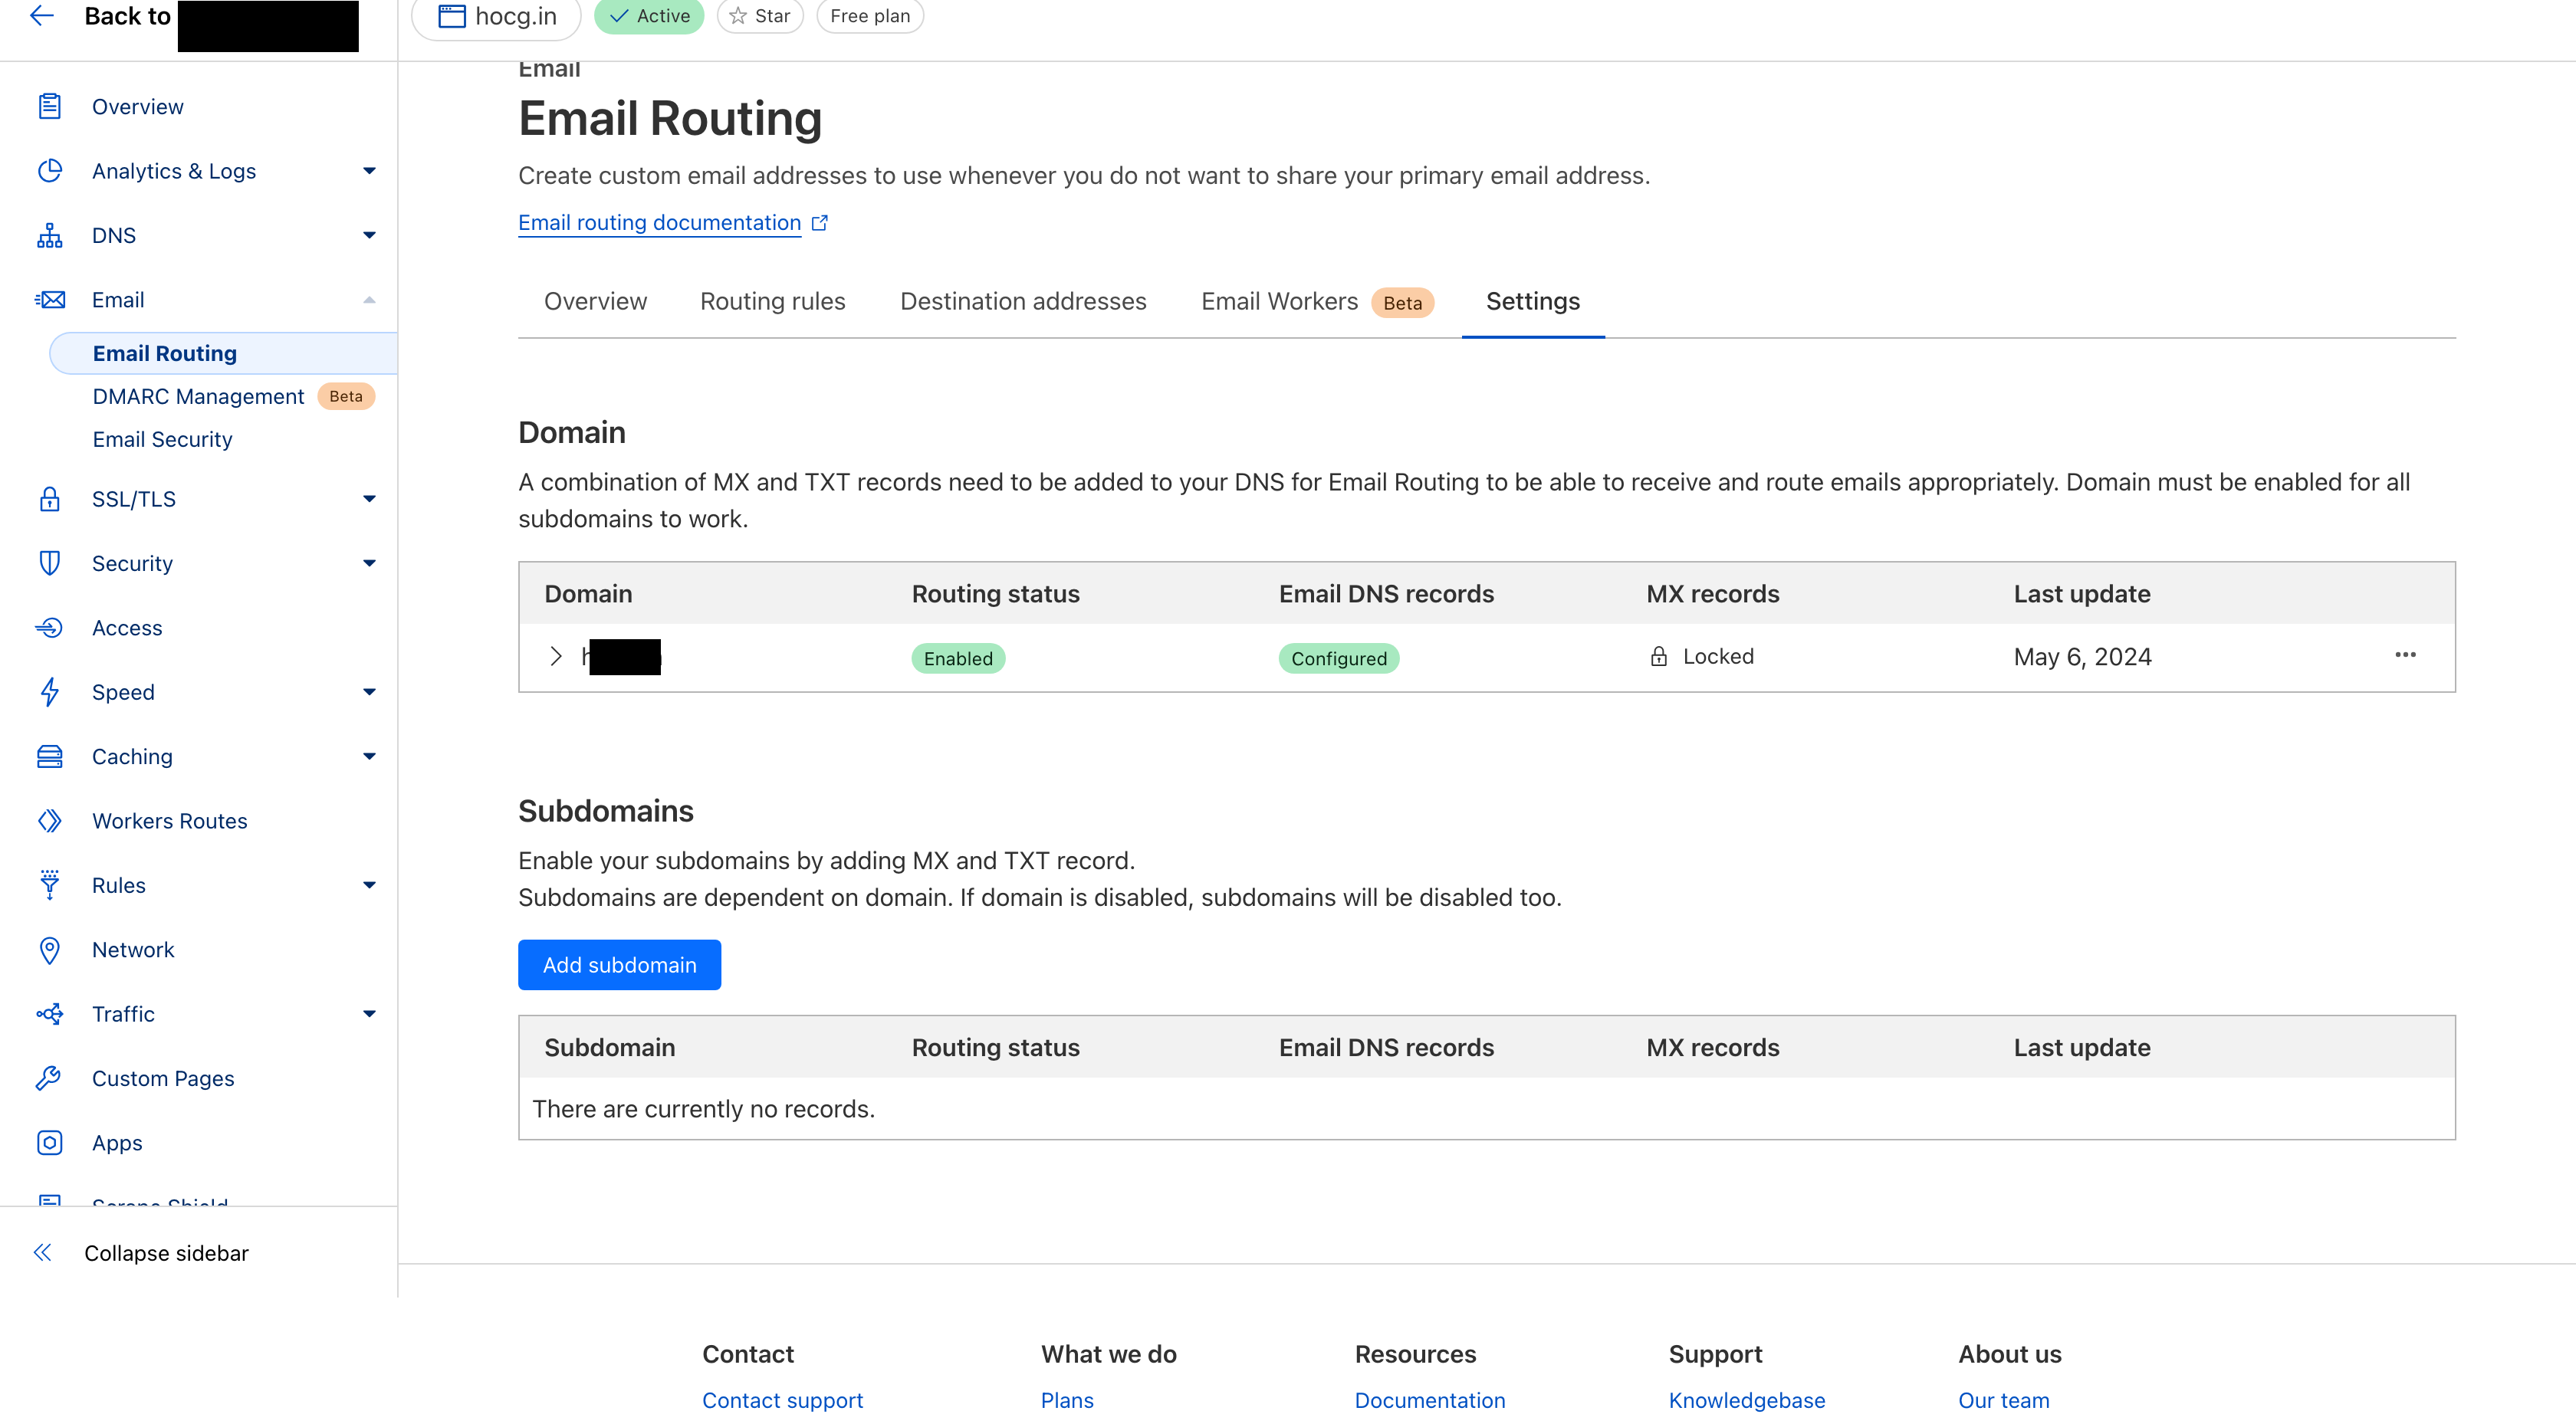 Back to
hocg.in
Active
Star
Free plan
Overview
Analytics & Logs
DNS
Email
Email Routing
DMARC Management Beta
Email Security
SSL/TLS
Security
Access
Speed
Caching
Workers Routes
Rules
Network
Traffic
Custom Pages
Apps
Scrape Shield
Collapse sidebar
Email
Email Routing
Create custom email addresses to use whenever you do not want to share your primary email address.
Email routing documentation
Overview Routing rules Destination addresses Email Workers Beta Settings
Domain
A combination of MX and TXT records need to be added to your DNS for Email Routing to be able to receive and route emails appropriately. Domain must be enabled for all
subdomains to work.
Domain Routing status Email DNS records MX records Last update
Enabled Configured Locked May 6, 2024
Subdomains
Enable your subdomains by adding MX and TXT record.
Subdomains are dependent on domain. If domain is disabled, subdomains will be disabled too.
Add subdomain
Subdomain Routing status Email DNS records MX records Last update
There are currently no records.
Contact What we do Resources Support About us
Contact support Plans Documentation Knowledgebase Our team